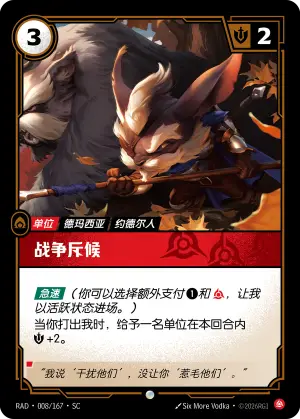 3
2
单位 德玛西亚 约德尔人
战争斥候
急速 (你可以选择额外支付1和 , 让我
以活跃状态进场。)
当你打出我时, 给予一名单位在本回合内
+2。
"我说‘干扰他们’, 没让你‘惹毛他们’。"
RAD · 008/167 · SC
Six More Vodka
©2026RGI